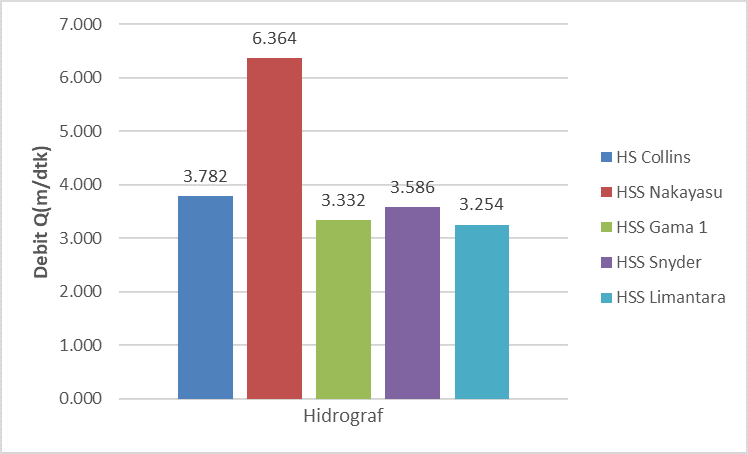 7.000
6.000
5.000
4.000
3.000
2.000
1.000
0.000
Debit Q(m/dtk)
3.782
6.364
3.332
3.586
3.254
Hidrograf
HS Collins
HSS Nakayasu
HSS Gama 1
HSS Snyder
HSS Limantara